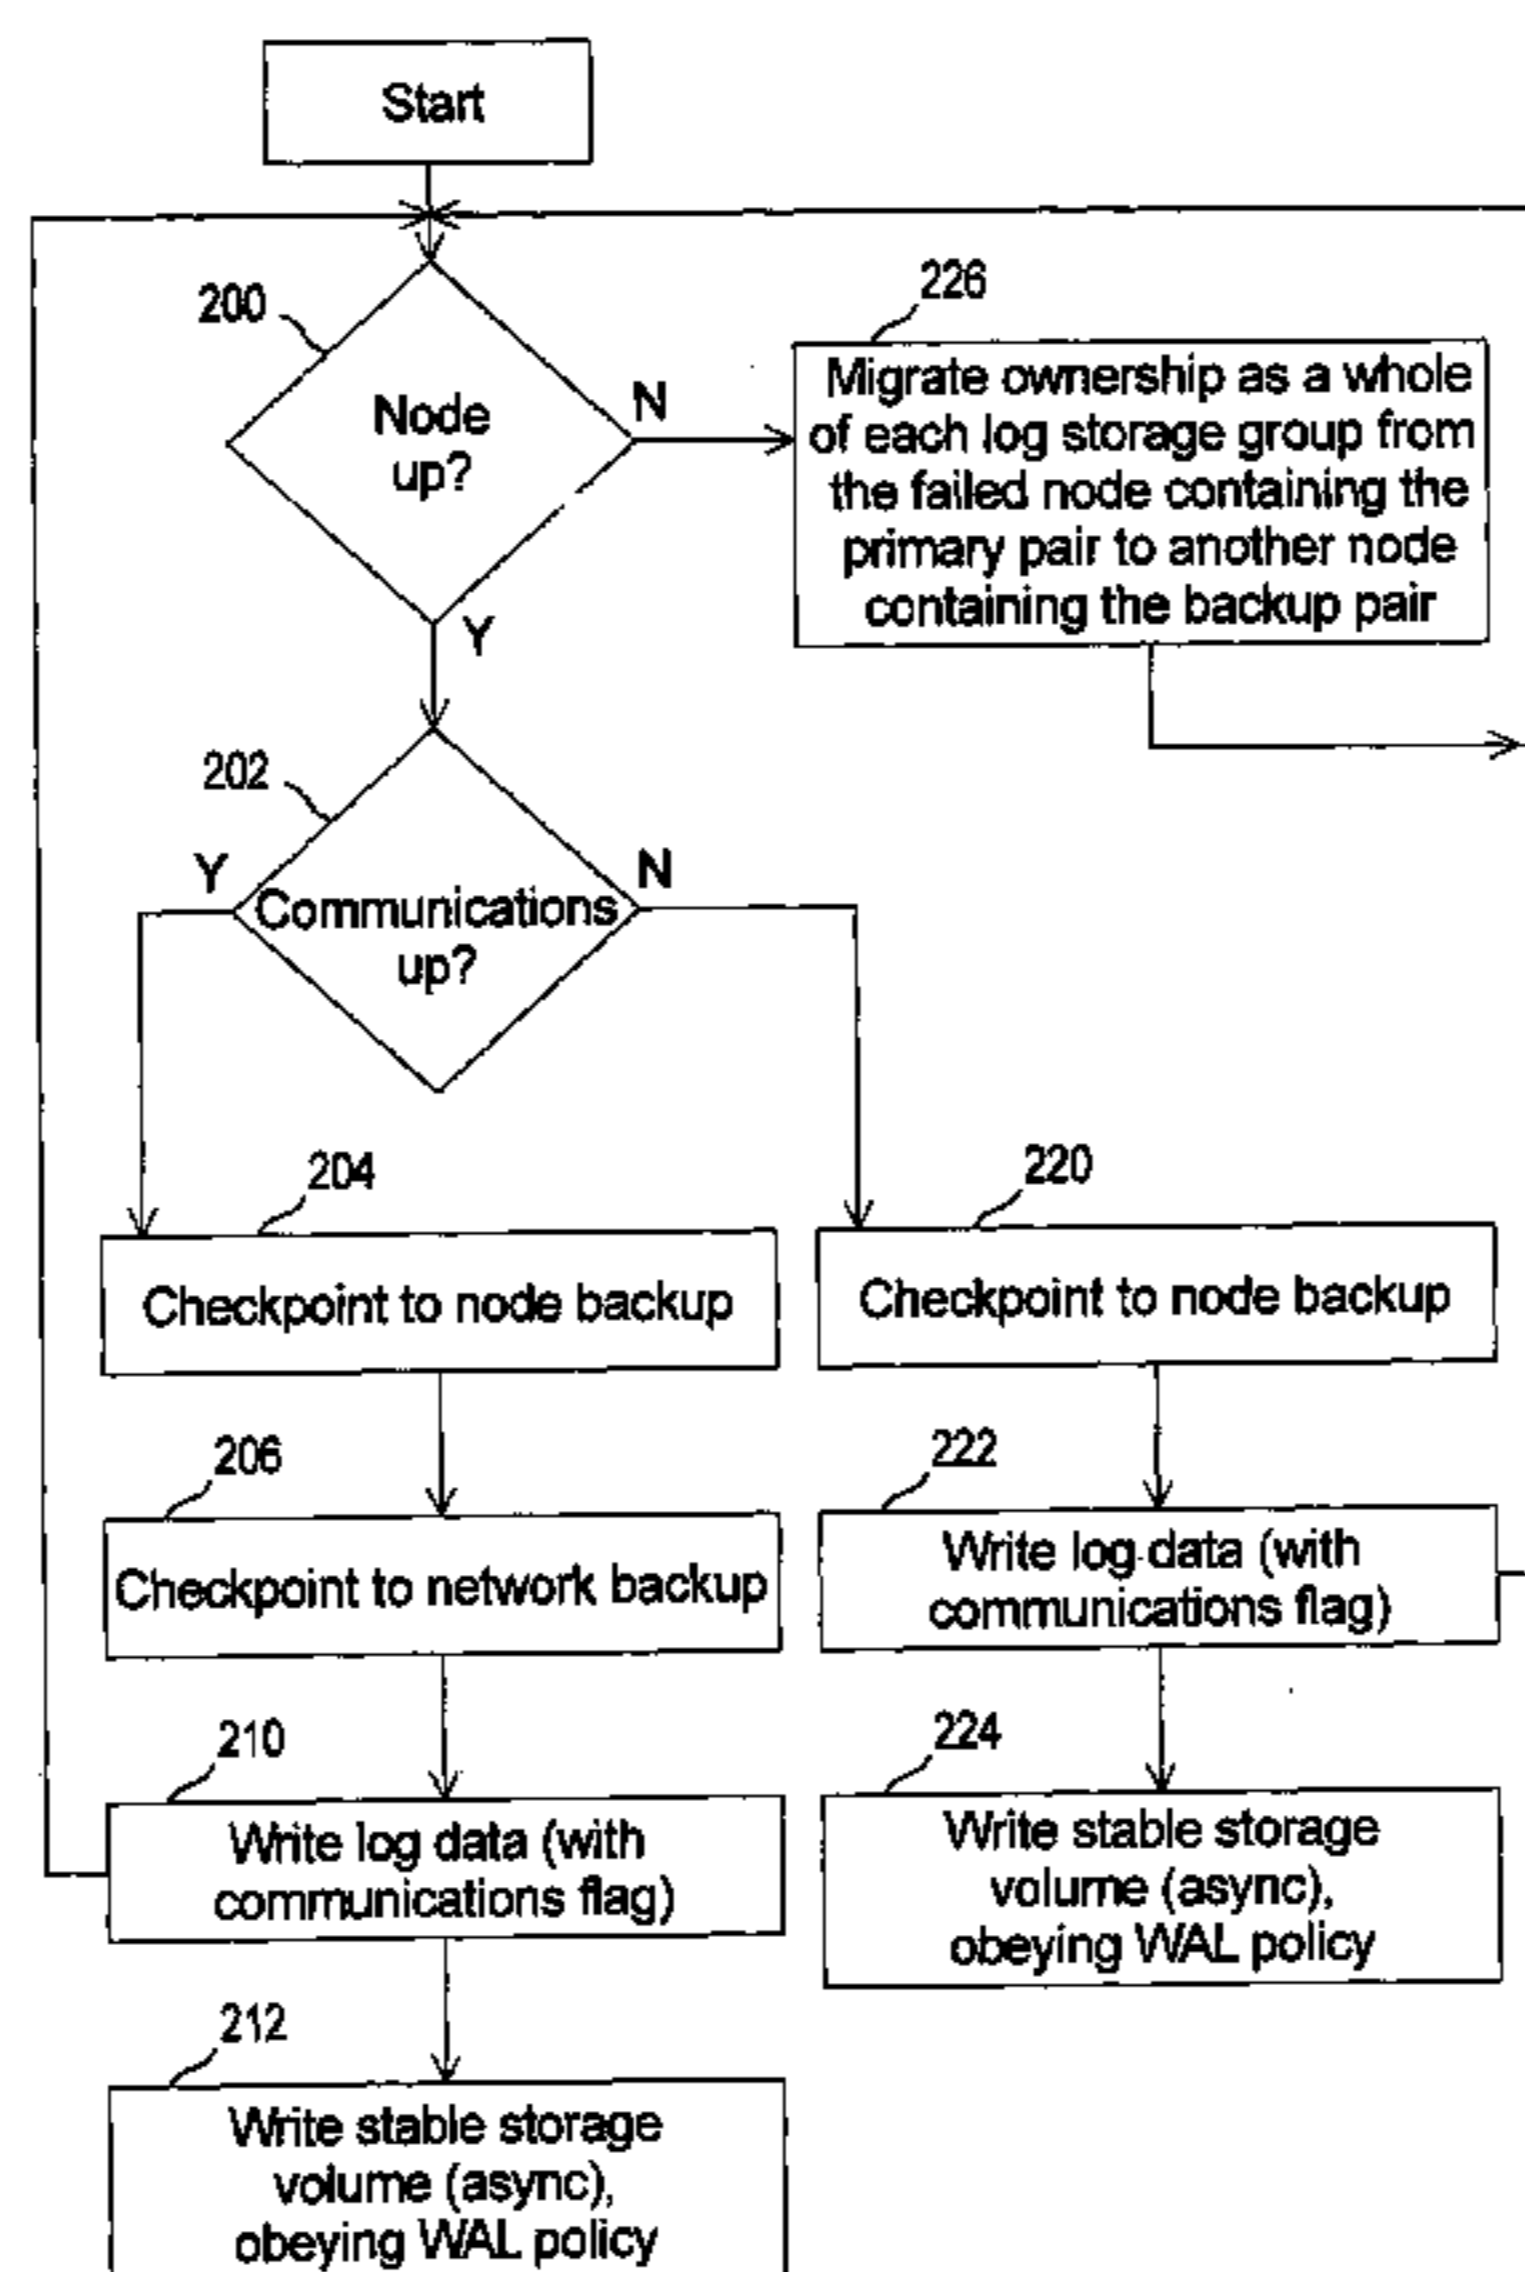 Start
200
Node
up?
N
Y
226
Migrate ownership as a whole
of each log storage group from
the failed node containing the
primary pair to another node
containing the backup pair
202
Y
Communications
up?
N
204
Checkpoint to node backup
220
Checkpoint to node backup
206
Checkpoint to network backup
222
Write log data (with
communications flag)
210
Write log data (with
communications flag)
224
Write stable storage
volume (async),
obeying WAL policy
212
Write stable storage
volume (async),
obeying WAL policy